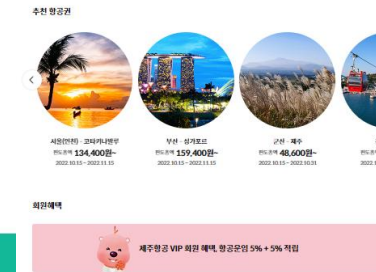 추천 항공권
서울(인천) - 코타키나발루
편도총액 134,400원~
2022.10.15 ~ 2022.11.15
부산 - 싱가포르
편도총액 159,400원~
2022.10.15 ~ 2022.11.15
군산 - 제주
편도총액 48,600원~
2022.10.15 ~ 2022.10.31
회원혜택
제주항공 VIP 회원 혜택, 항공운임 5% + 5% 적립